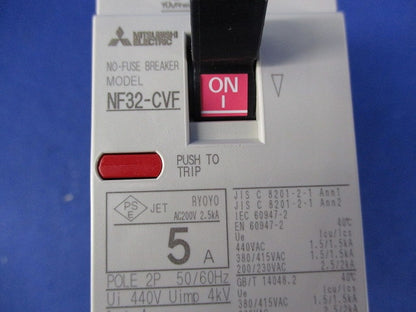 MITSUBISHI
ELECTRIC
NO-FUSE BREAKER
MODEL
NF32-CVF
ON
I
PUSH TO
TRIP
PS
E
JET
RYOYO
AC200V 2.5kA
5 A
POLE 2P 50/60Hz
Ui 440V Uimp 4kV
JIS C 8201-2-1 Ann1
JIS C 8201-2-1 Ann2
IEC 60947-2
EN 60947-2 40℃
Ue Icu/Ics
440VAC 1.5/1.5kA
380/415VAC 1.5/1.5kA
200/230VAC 2.5/2kA
GB/T 14048.2 40℃
Ue Icu/Ics
380/415VAC 1.5/1.5kA